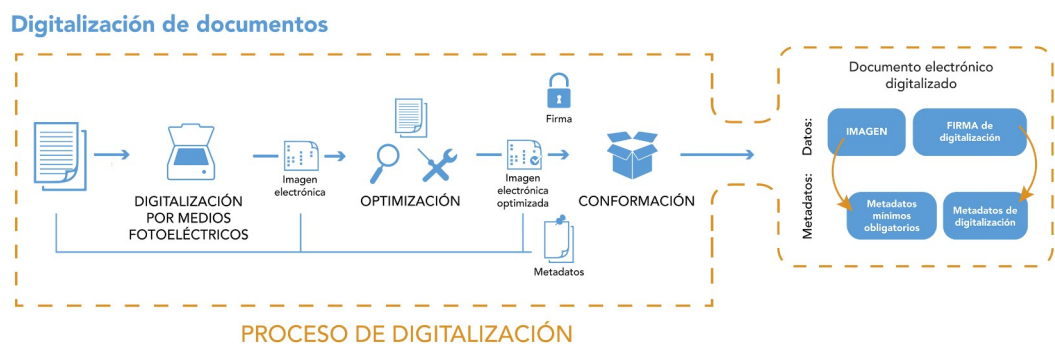 Digitalización de documentos
Firma
Imagen
electrónica
Imagen
electrónica
optimizada
DIGITALIZACIÓN
POR MEDIOS
FOTOELÉCTRICOS
OPTIMIZACIÓN
CONFORMACIÓN
Metadatos
PROCESO DE DIGITALIZACIÓN
Documento electrónico
digitalizado
Datos:
IMAGEN
FIRMA de
digitalización
Metadatos:
Metadatos
mínimos
obligatorios
Metadatos de
digitalización